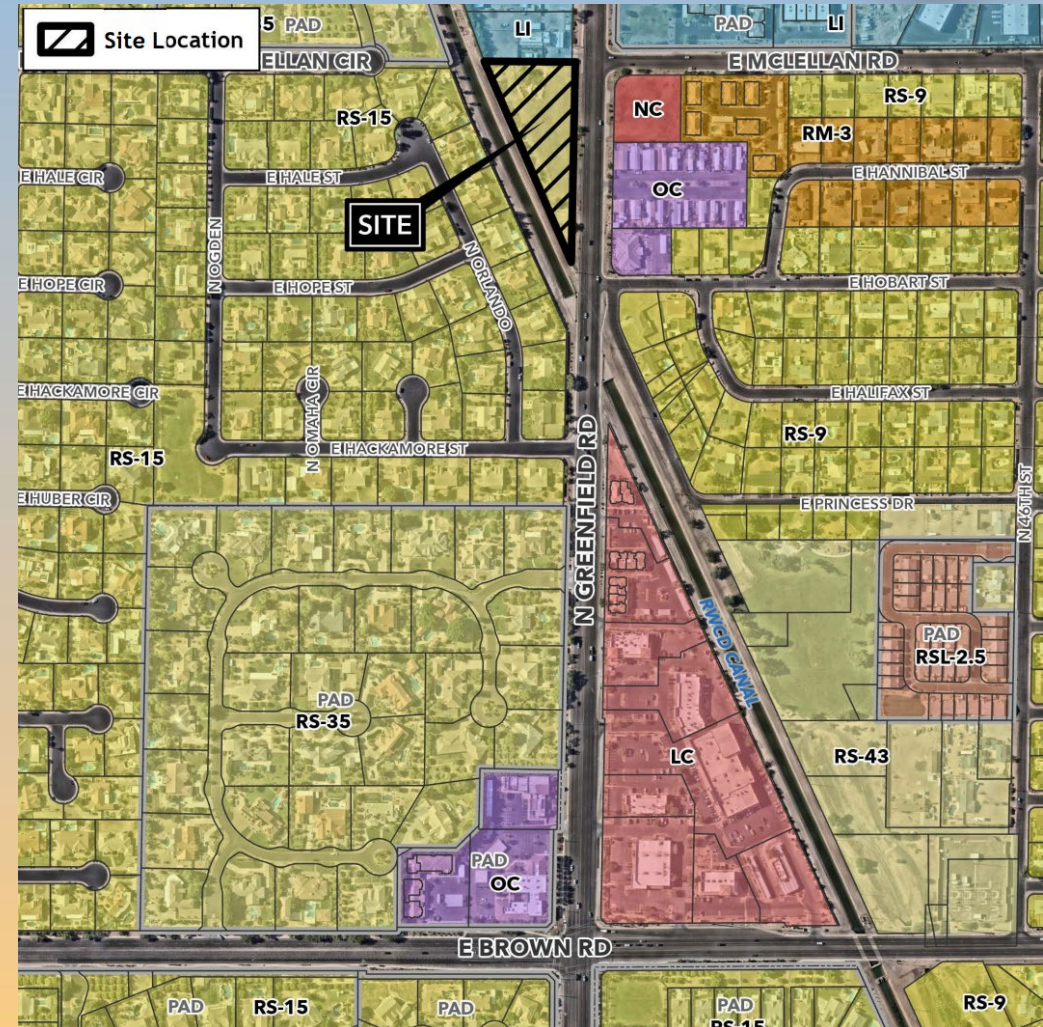 Site Location
5 PAD
LI
PAD
LI
ELLAN CIR
E MCLELLAN RD
RS-15
NC
RS-9
RM-3
E HALE CIR
E HALE ST
E HANNIBAL ST
OC
SITE
N OGDEN
N ORLANDO
E HOPE CIR
E HOPE ST
E HOBART ST
E HACKAMORE CIR
N OMAHA CIR
E HALIFAX ST
RS-9
RS-15
E HACKAMORE ST
N GREENFIELD RD
E HUBER CIR
E PRINCESS DR
N 46TH ST
RWCD CANAL
PAD
RSL-2.5
PAD
RS-35
LC
RS-43
PAD
OC
E BROWN RD
PAD
RS-15
PAD
PAD
RS-15
RS-9